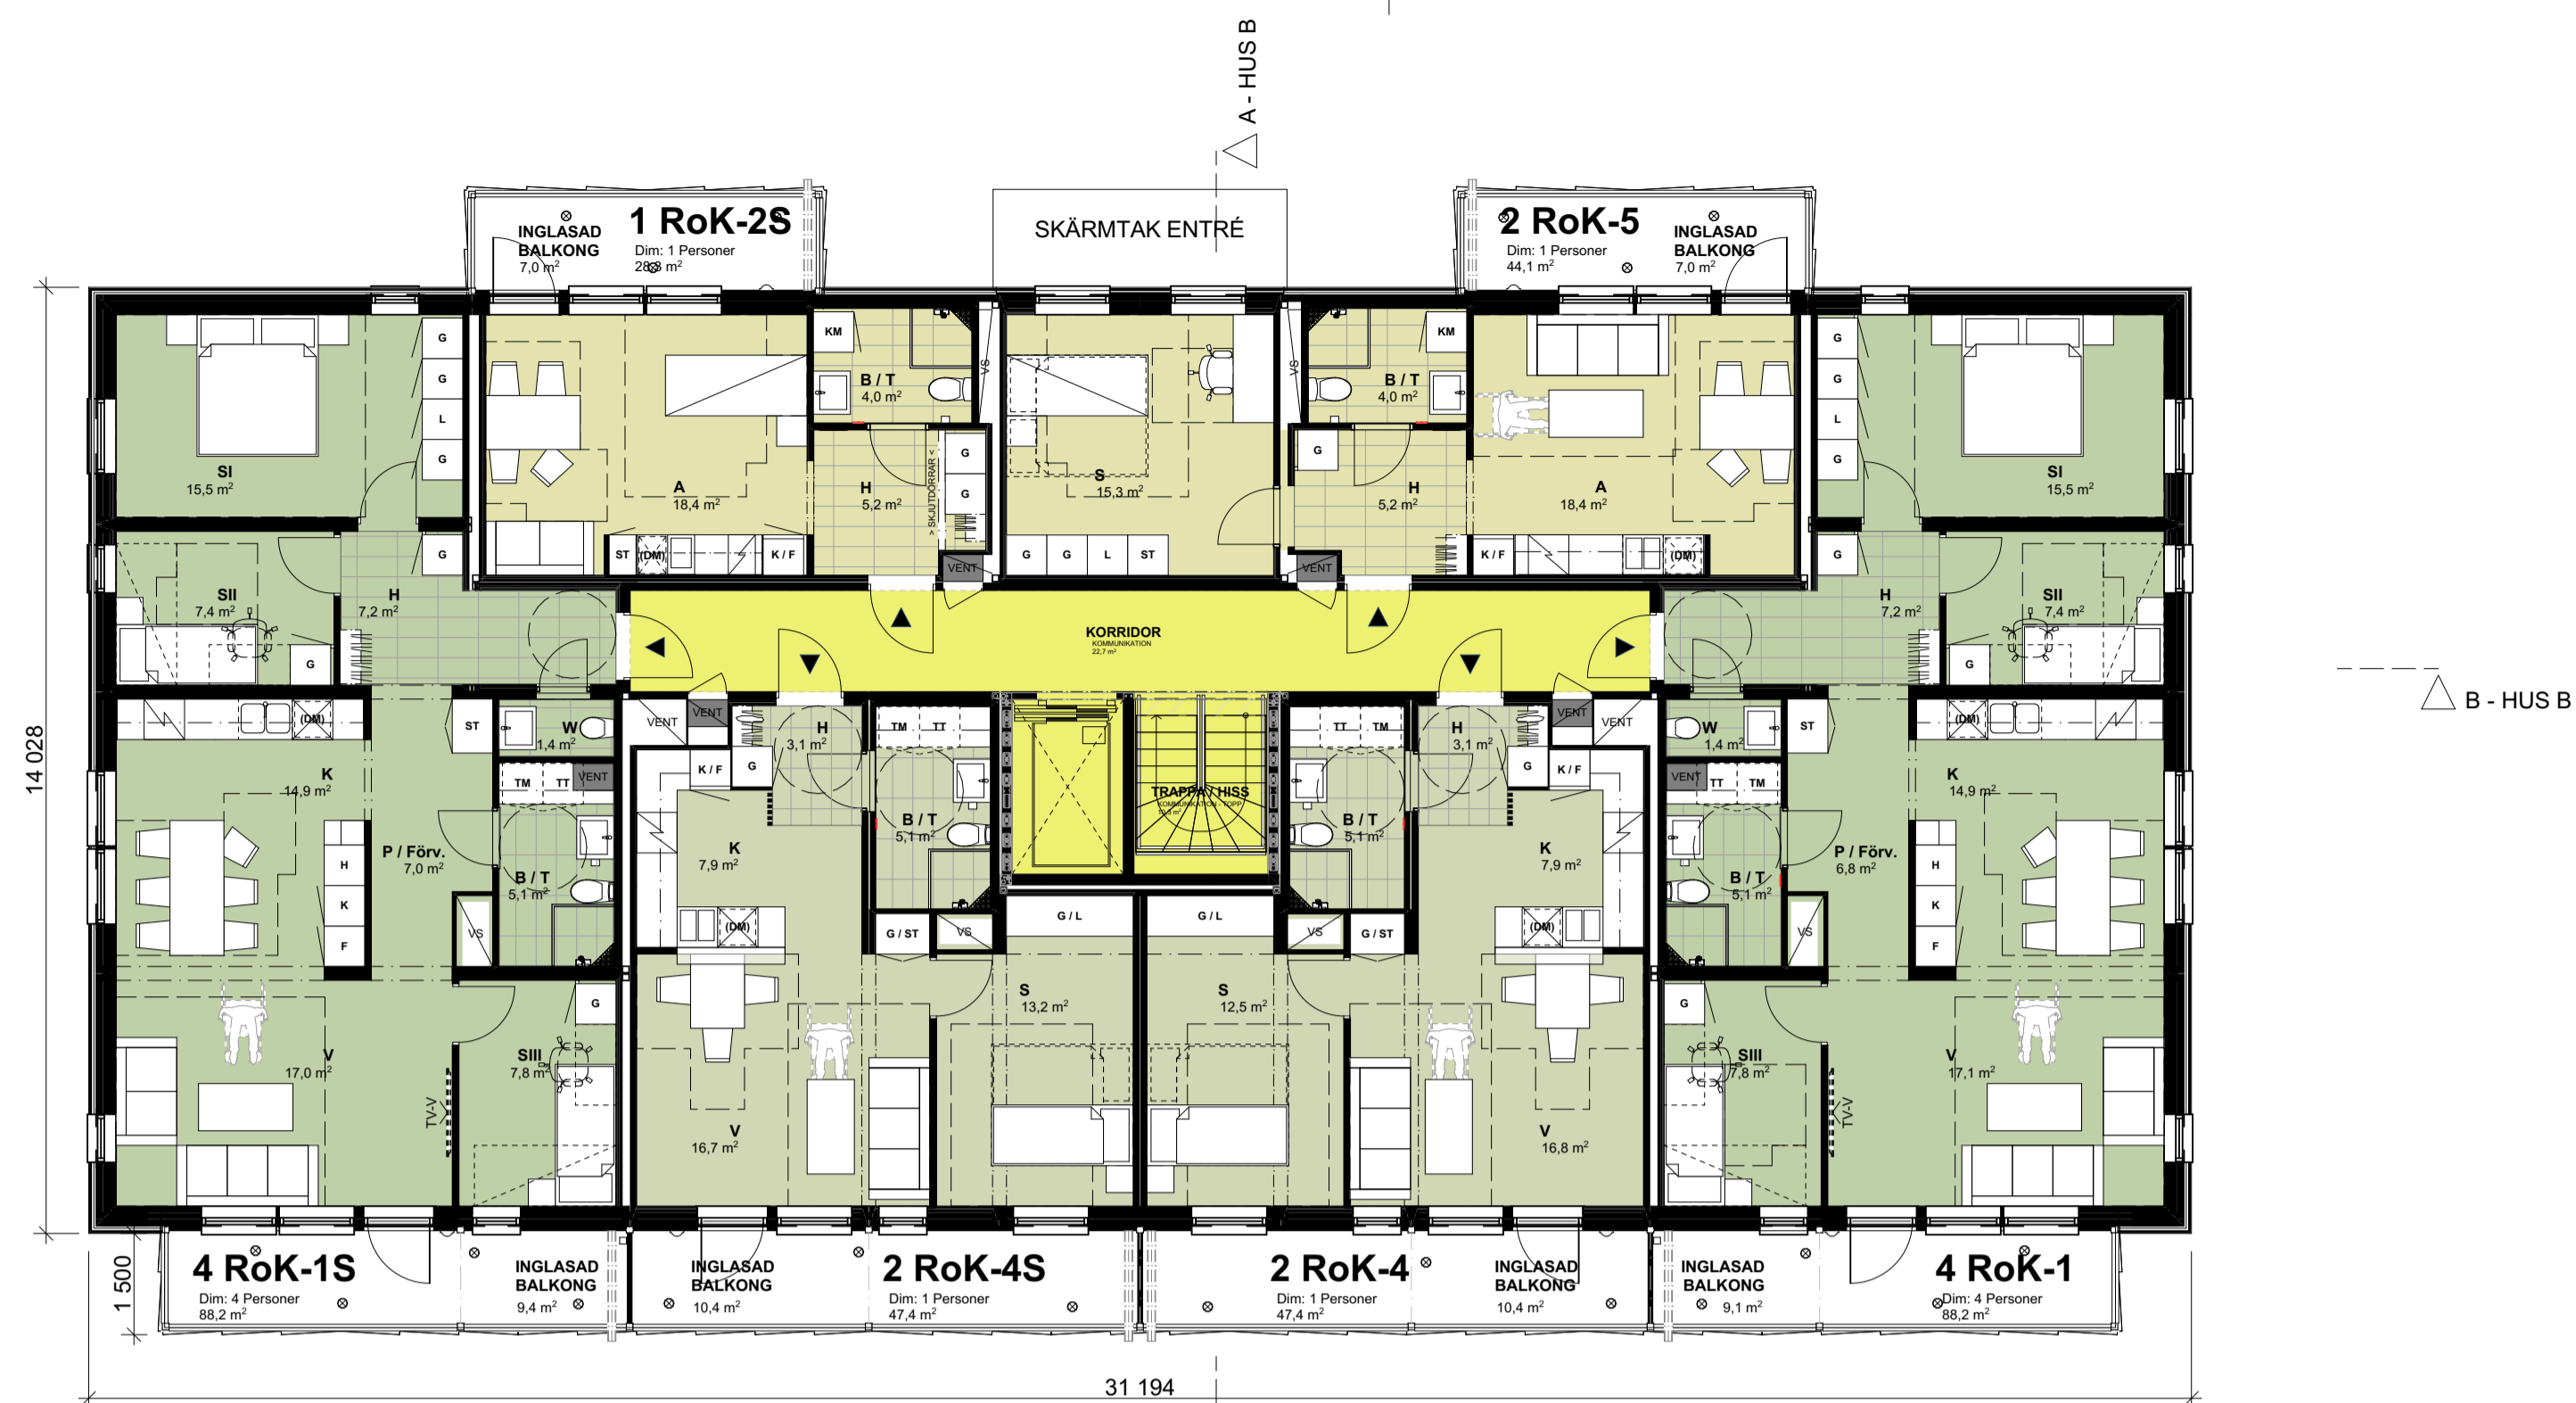 A - HUS B
1 RoK-2S
INGLASAD
BALKONG
7,0 m²
Dim: 1 Personer
SKÄRMTAK ENTRÉ
2 RoK-5
Dim: 1 Personer
44,1 m²
INGLASAD
BALKONG
7,0 m²
G
G
L
G
SI
15,5 m²
A
18,4 m²
ST
(DM)
K / F
KM
B / T
4,0 m²
VS
H
5,2 m²
> SKJUTDÖRRAR <
G
G
VENT
S
15,3 m²
G
G
L
ST
VS
KM
B / T
4,0 m²
G
H
5,2 m²
VENT
A
18,4 m²
K / F
(DM)
G
G
L
G
SI
15,5 m²
SII
7,4 m²
G
G
H
7,2 m²
KORRIDOR
KOMMUNIKATION
22,7 m²
G
H
7,2 m²
SII
7,4 m²
G
B - HUS B
14 028
(DM)
ST
W
1,4 m²
K
14,9 m²
TM
TT
VENT
H
K
F
P / Förv.
7,0 m²
B / T
5,1 m²
VS
VENT
VENT
K / F
G
H
3,1 m²
TM
TT
K
7,9 m²
B / T
5,1 m²
(DM)
G / ST
VS
G / L
TRAPPA / HISS
KOMMUNIKATION - TOPP
TT
TM
H
3,1 m²
VENT
VENT
G
K / F
B / T
5,1 m²
K
7,9 m²
G / L
VS
G / ST
(DM)
W
1,4 m²
ST
(DM)
VENT
TT
TM
K
14,9 m²
P / Förv.
6,8 m²
B / T
5,1 m²
VS
H
K
F
V
17,0 m²
TV-V
SIII
7,8 m²
G
V
16,7 m²
S
13,2 m²
S
12,5 m²
V
16,8 m²
G
SIII
7,8 m²
TV-V
V
17,1 m²
1 500
4 RoK-1S
Dim: 4 Personer
88,2 m²
INGLASAD
BALKONG
9,4 m²
INGLASAD
BALKONG
10,4 m²
2 RoK-4S
Dim: 1 Personer
47,4 m²
2 RoK-4
Dim: 1 Personer
47,4 m²
INGLASAD
BALKONG
10,4 m²
INGLASAD
BALKONG
9,1 m²
4 RoK-1
Dim: 4 Personer
88,2 m²
31 194